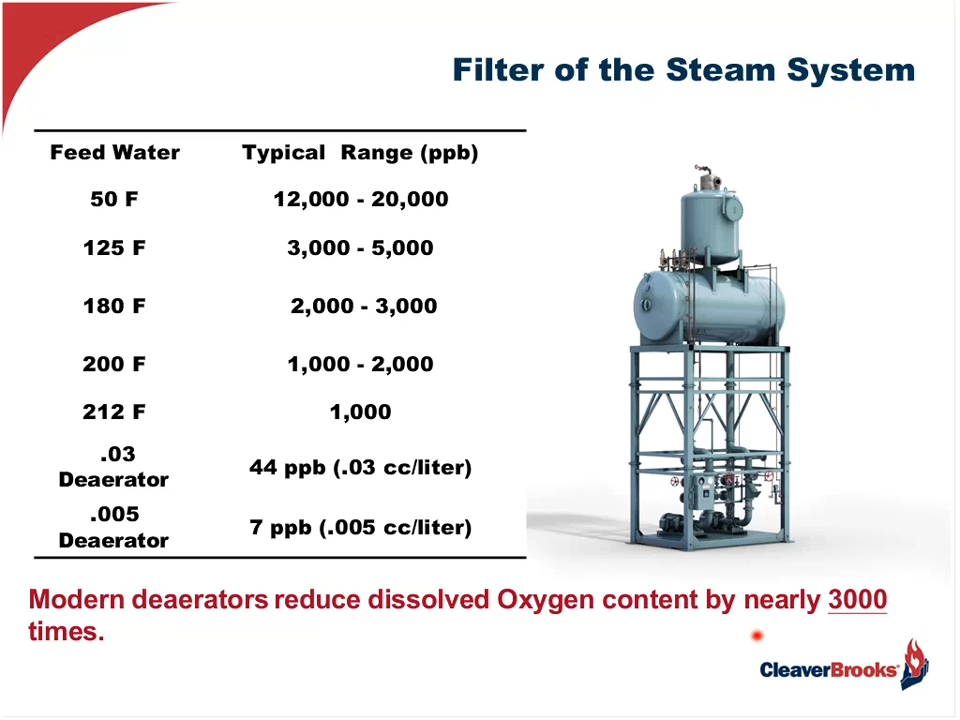 Filter of the Steam System
Feed Water Typical Range (ppb)
50 F 12,000 - 20,000
125 F 3,000 - 5,000
180 F 2,000 - 3,000
200 F 1,000 - 2,000
212 F 1,000
.03
Deaerator 44 ppb (.03 cc/liter)
.005
Deaerator 7 ppb (.005 cc/liter)
Modern deaerators reduce dissolved Oxygen content by nearly 3000
times.
CleaverBrooks®